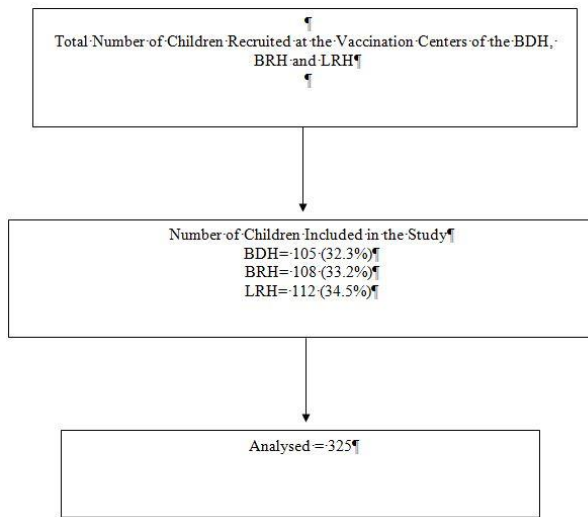 ¶
Total·Number·of·Children·Recruited·at·the·Vaccination·Centers·of·the·BDH,·
BRH·and·LRH¶
¶
Number·of·Children·Included·in·the·Study¶
BDH=·105·(32.3%)¶
BRH=·108·(33.2%)¶
LRH=·112·(34.5%)¶
Analysed·=·325¶